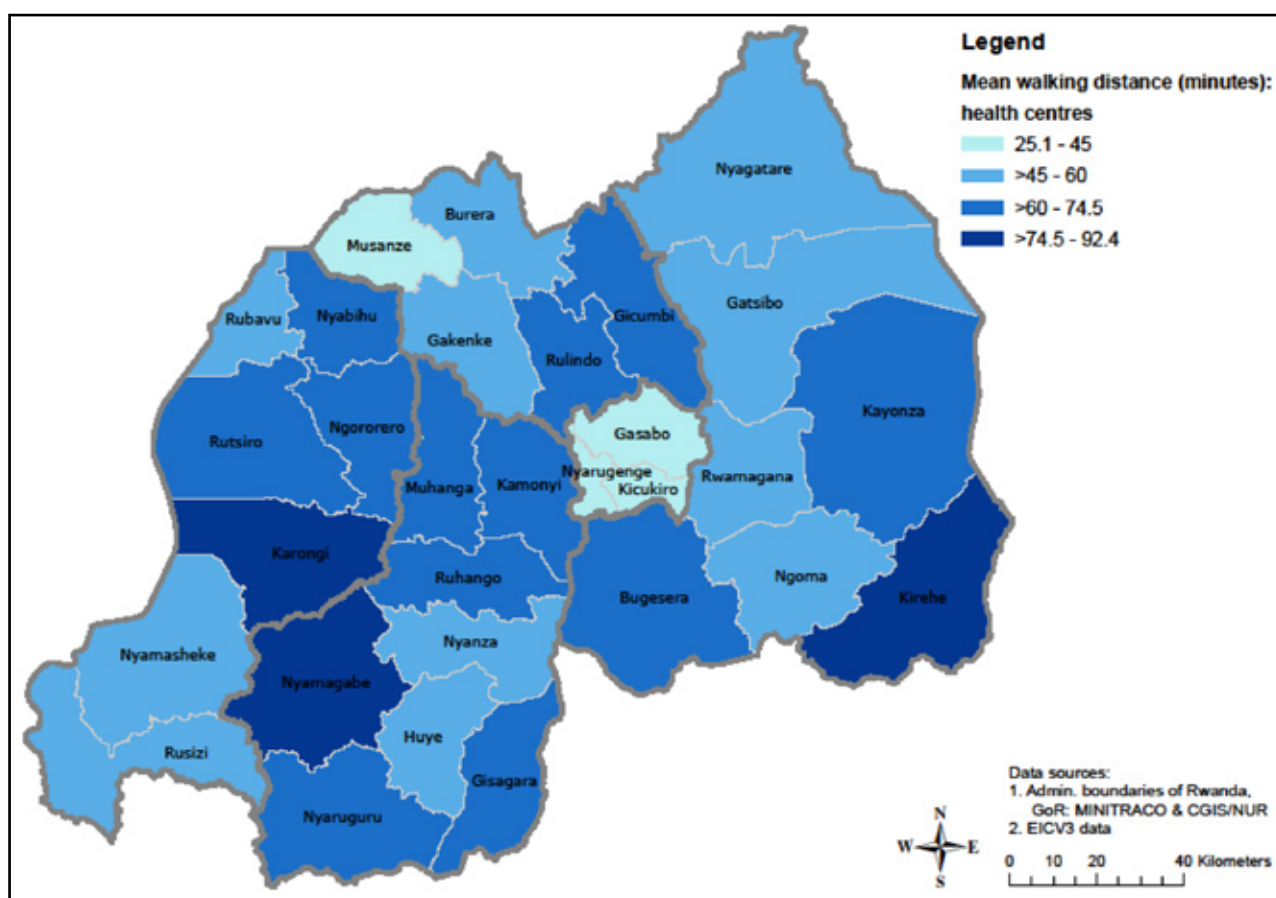 Legend
Mean walking distance (minutes):
health centres
25.1 - 45
>45 - 60
>60 - 74.5
>74.5 - 92.4
Nyagatare
Burera
Musanze
Gatsibo
Rubavu
Nyabihu
Gicumbi
Gakenke
Rulindo
Kayonza
Rutsiro
Ngororero
Gasabo
Nyarugenge
Kicukiro
Rwamagana
Muhanga
Kamonyi
Karongi
Ruhango
Ngoma
Bugesera
Kirehe
Nyanza
Nyamasheke
Nyamagabe
Huye
Rusizi
Gisagara
Nyaruguru
Data sources:
1. Admin. boundaries of Rwanda,
GoR: MINITRACO & CGIS/NUR
2. EICV3 data
N
W E
S
0 10 20 40 Kilometers